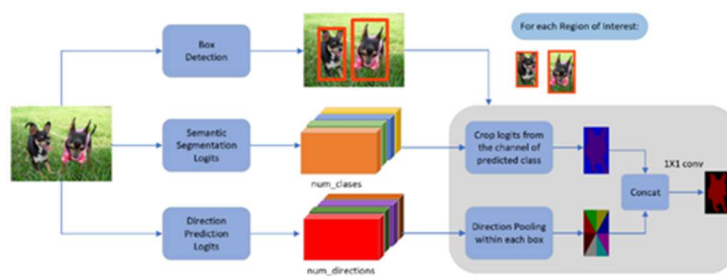 For each Region of Interest:
Box
Detection
Semantic
Segmentation
Logits
num_clases
Crop logits from
the channel of
predicted class
1X1 conv
Concat
Direction
Prediction
Logits
num_directions
Direction Pooling
within each box